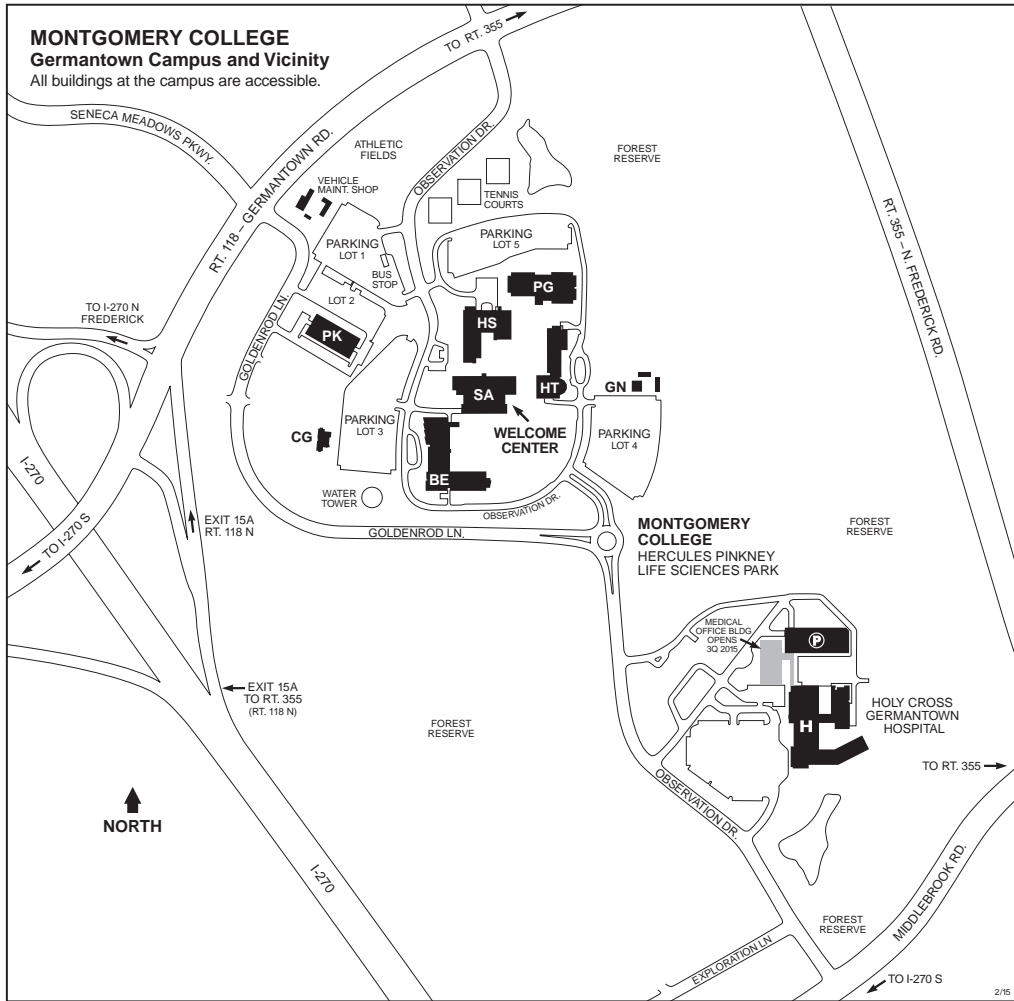 MONTGOMERY COLLEGE
Germantown Campus and Vicinity
All buildings at the campus are accessible.
TO RT. 355
SENECA MEADOWS PKWY.
RT. 118 – GERMANTOWN RD.
ATHLETIC
FIELDS
OBSERVATION DR.
FOREST
RESERVE
VEHICLE
MAINT. SHOP
TENNIS
COURTS
RT. 355 – N. FREDERICK RD.
PARKING
LOT 1
PARKING
LOT 5
BUS
STOP
PG
LOT 2
TO I-270 N
FREDERICK
GOLDENROD LN.
PK
HS
SA
HT
GN
WELCOME
CENTER
PARKING
LOT 3
PARKING
LOT 4
CG
I-270
BE
WATER
TOWER
OBSERVATION DR.
GOLDENROD LN.
EXIT 15A
RT. 118 N
TO I-270 S
MONTGOMERY
COLLEGE
HERCULES PINKNEY
LIFE SCIENCES PARK
FOREST
RESERVE
MEDICAL
OFFICE BLDG
OPENS
3Q 2015
P
EXIT 15A
TO RT. 355
(RT. 118 N)
FOREST
RESERVE
H
HOLY CROSS
GERMANTOWN
HOSPITAL
TO RT. 355
OBSERVATION DR.
NORTH
I-270
MIDDLEBROOK RD.
FOREST
RESERVE
EXPLORATION LN
TO I-270 S
2/15